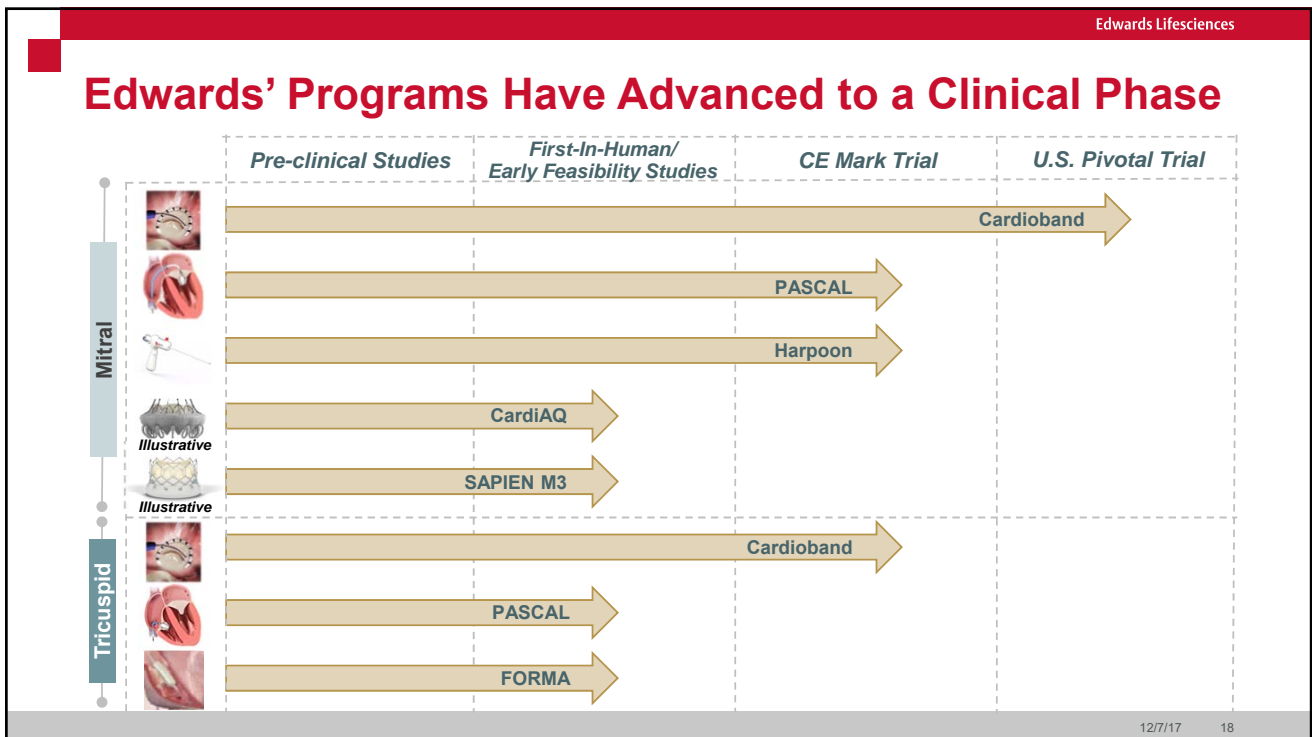 Edwards Lifesciences
Edwards' Programs Have Advanced to a Clinical Phase
Pre-clinical Studies
First-In-Human/
Early Feasibility Studies
CE Mark Trial
U.S. Pivotal Trial
Mitral
Cardioband
PASCAL
Harpoon
CardiAQ
Illustrative
SAPIEN M3
Illustrative
Tricuspid
Cardioband
PASCAL
FORMA
12/7/17
18